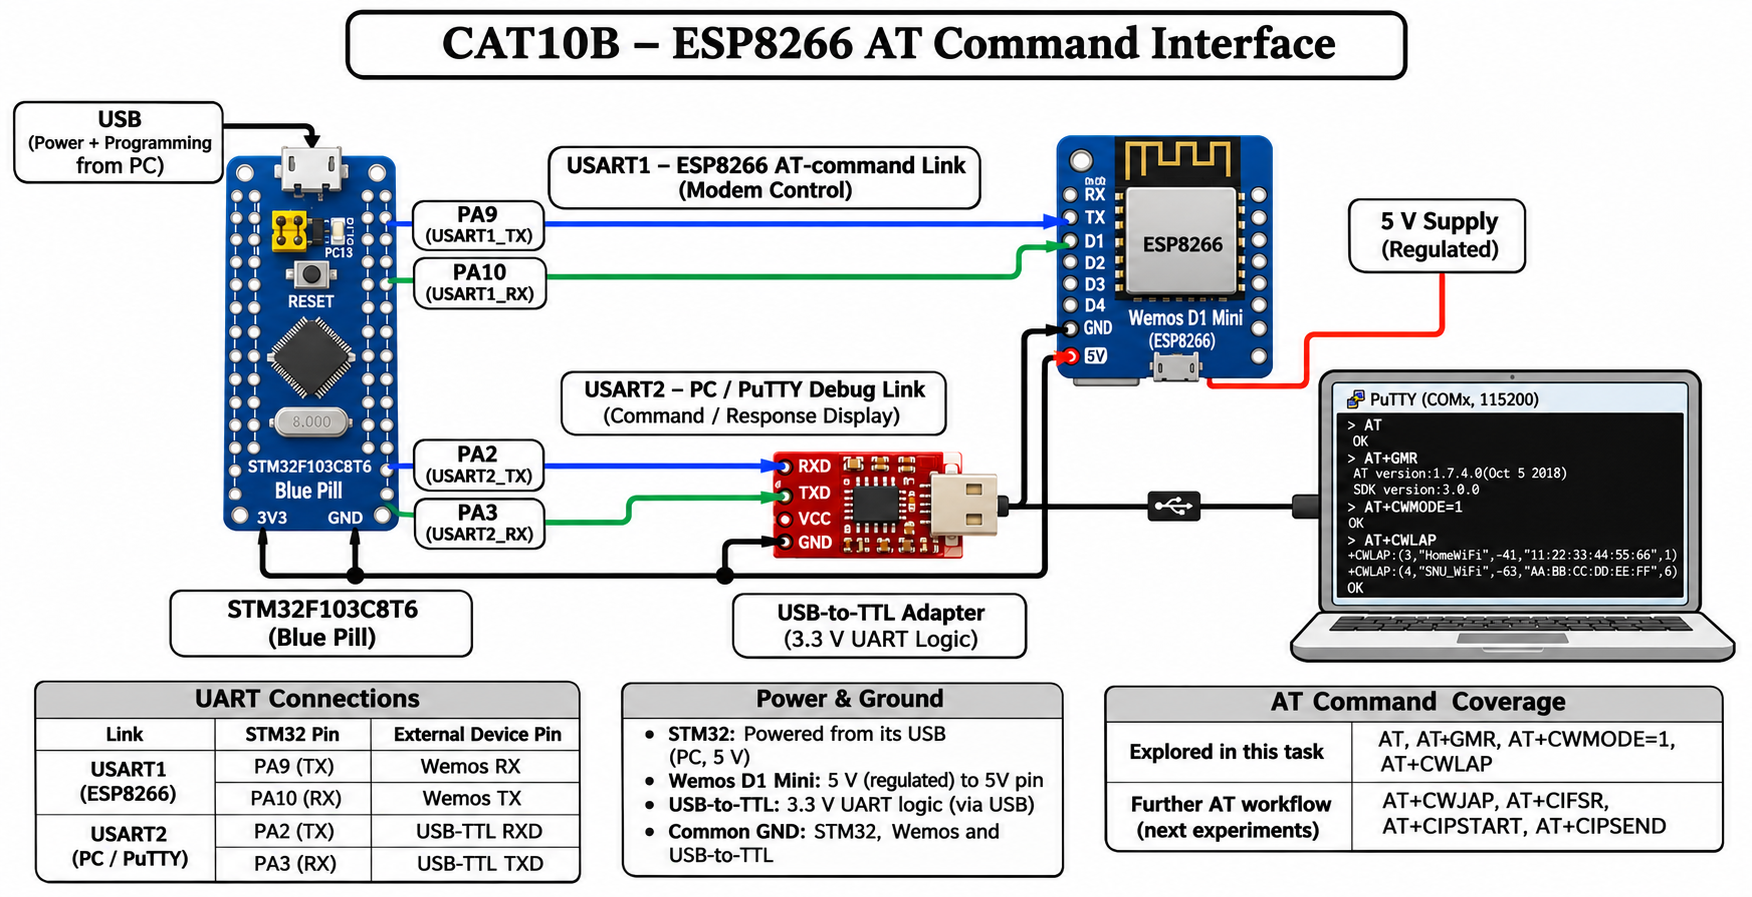 CAT10B – ESP8266 AT Command Interface
USB
(Power + Programming
from PC)
USART1 – ESP8266 AT-command Link
(Modem Control)
PA9
(USART1_TX)
PA10
(USART1_RX)
PC13
RESET
8.000
STM32F103C8T6
Blue Pill
3V3 GND
RX
TX
D1
D2
D3
D4
GND
5V
ESP8266
Wemos D1 Mini
(ESP8266)
5 V Supply
(Regulated)
USART2 – PC / PuTTY Debug Link
(Command / Response Display)
PA2
(USART2_TX)
PA3
(USART2_RX)
RXD
TXD
VCC
GND
PuTTY (COMx, 115200)
> AT
OK
> AT+GMR
AT version:1.7.4.0(Oct 5 2018)
SDK version:3.0.0
> AT+CWMODE=1
OK
> AT+CWLAP
+CWLAP:(3,"HomeWiFi",-41,"11:22:33:44:55:66",1)
+CWLAP:(4,"SNU_WiFi",-63,"AA:BB:CC:DD:EE:FF",6)
OK
STM32F103C8T6
(Blue Pill)
USB-to-TTL Adapter
(3.3 V UART Logic)
UART Connections
Link STM32 Pin External Device Pin
USART1
(ESP8266)
PA9 (TX) Wemos RX
PA10 (RX) Wemos TX
USART2
(PC / PuTTY)
PA2 (TX) USB-TTL RXD
PA3 (RX) USB-TTL TXD
Power & Ground
• STM32: Powered from its USB
(PC, 5 V)
• Wemos D1 Mini: 5 V (regulated) to 5V pin
• USB-to-TTL: 3.3 V UART logic (via USB)
• Common GND: STM32, Wemos and
USB-to-TTL
AT Command Coverage
Explored in this task
AT, AT+GMR, AT+CWMODE=1,
AT+CWLAP
Further AT workflow
(next experiments)
AT+CWJAP, AT+CIFSR,
AT+CIPSTART, AT+CIPSEND